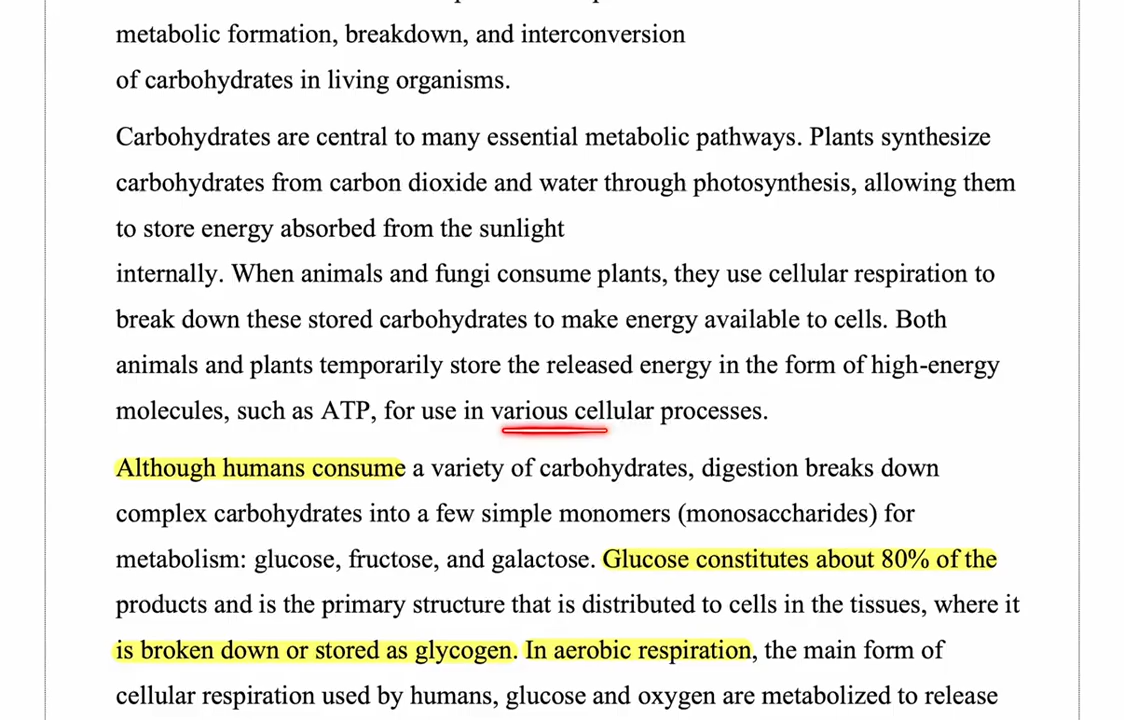 metabolic formation, breakdown, and interconversion
of carbohydrates in living organisms.
Carbohydrates are central to many essential metabolic pathways. Plants synthesize
carbohydrates from carbon dioxide and water through photosynthesis, allowing them
to store energy absorbed from the sunlight
internally. When animals and fungi consume plants, they use cellular respiration to
break down these stored carbohydrates to make energy available to cells. Both
animals and plants temporarily store the released energy in the form of high-energy
molecules, such as ATP, for use in various cellular processes.
Although humans consume a variety of carbohydrates, digestion breaks down
complex carbohydrates into a few simple monomers (monosaccharides) for
metabolism: glucose, fructose, and galactose. Glucose constitutes about 80% of the
products and is the primary structure that is distributed to cells in the tissues, where it
is broken down or stored as glycogen. In aerobic respiration, the main form of
cellular respiration used by humans, glucose and oxygen are metabolized to release